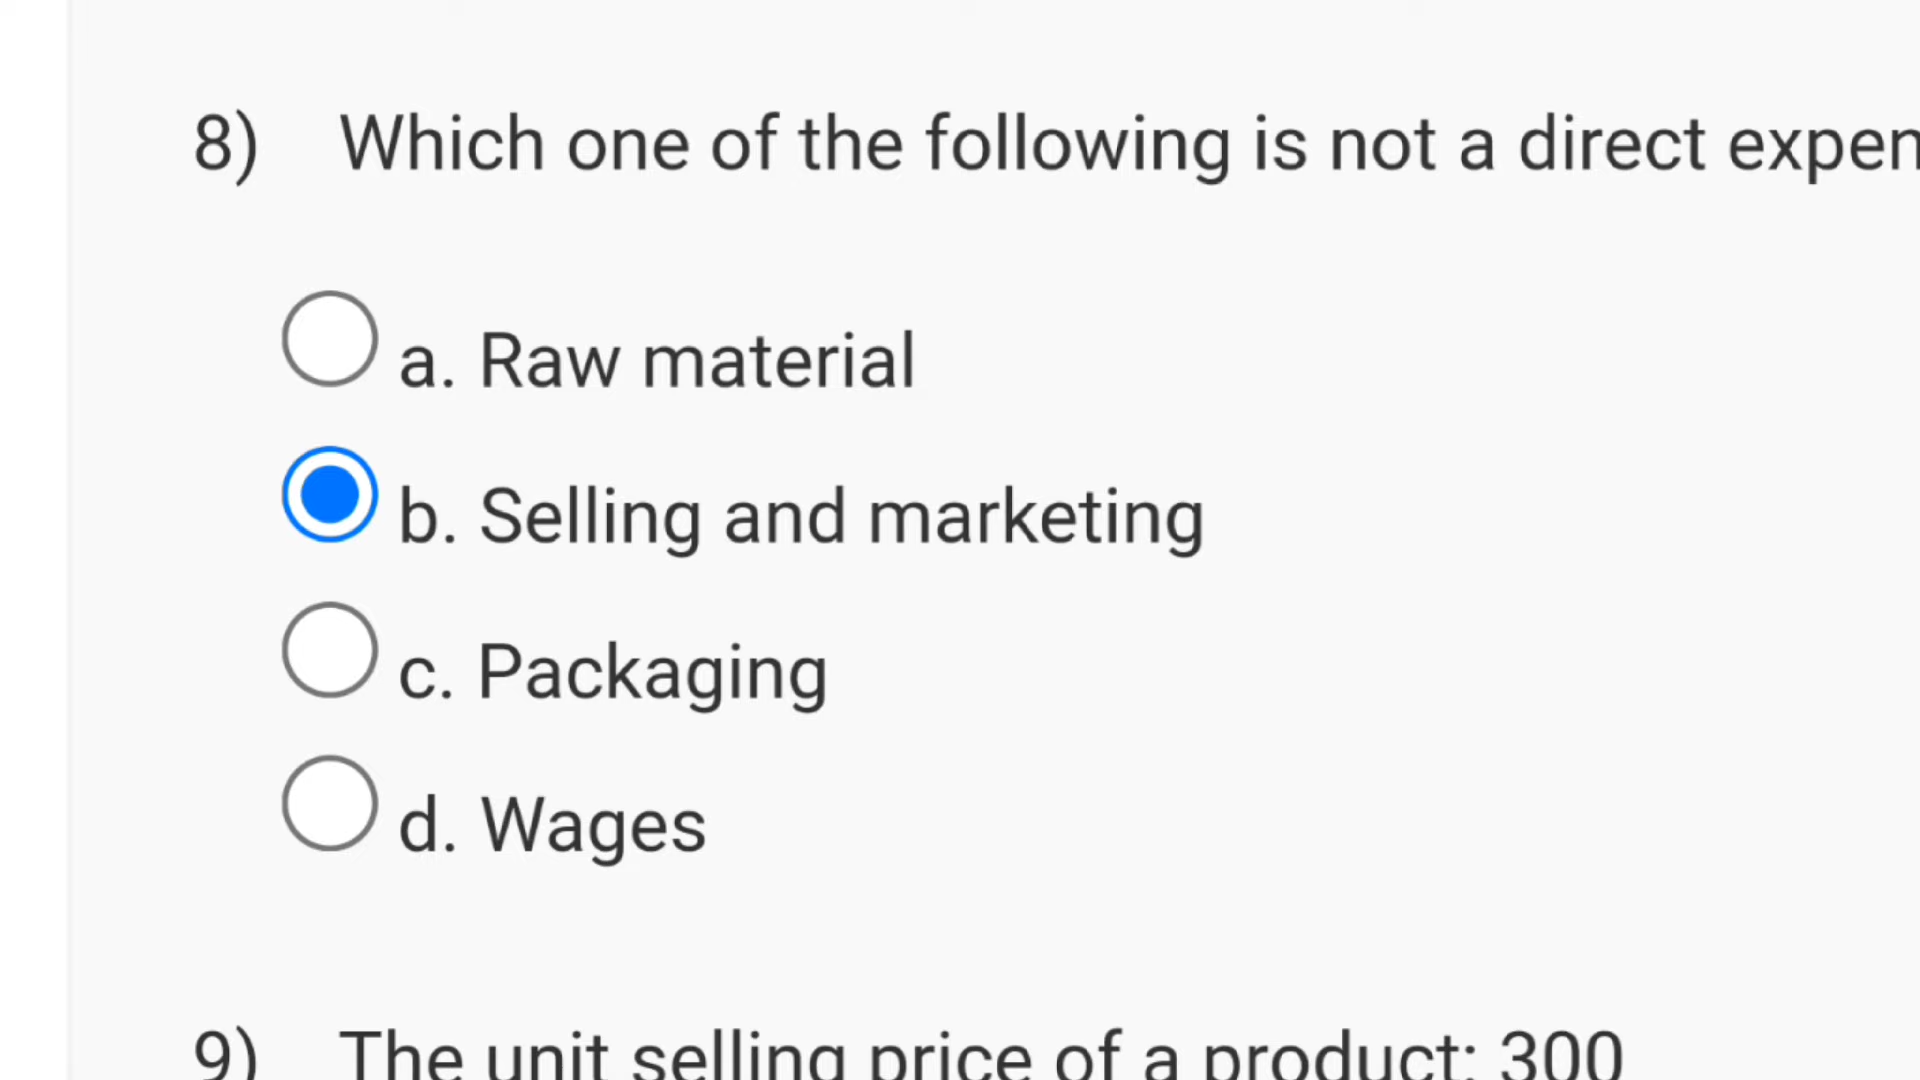 8) Which one of the following is not a direct expen
a. Raw material
b. Selling and marketing
c. Packaging
d. Wages
9) The unit selling price of a product: 300